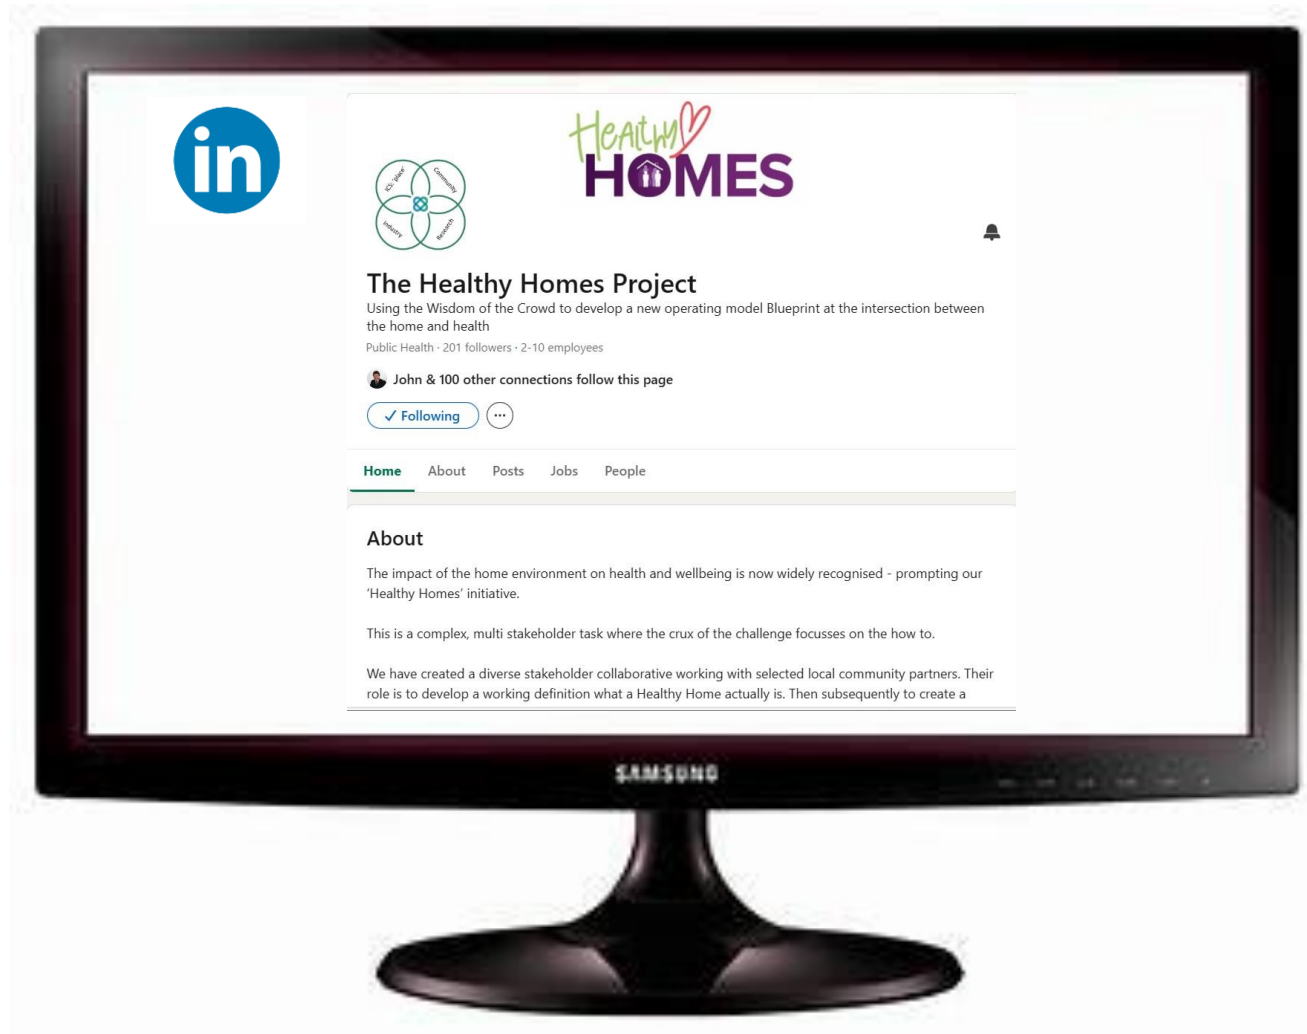 in
Healthy
HOMES
ICS: 'place'
Community
Industry
Research
The Healthy Homes Project
Using the Wisdom of the Crowd to develop a new operating model Blueprint at the intersection between
the home and health
Public Health · 201 followers · 2-10 employees
John & 100 other connections follow this page
✓ Following
···
Home About Posts Jobs People
About
The impact of the home environment on health and wellbeing is now widely recognised - prompting our
'Healthy Homes' initiative.
This is a complex, multi stakeholder task where the crux of the challenge focusses on the how to.
We have created a diverse stakeholder collaborative working with selected local community partners. Their
role is to develop a working definition what a Healthy Home actually is. Then subsequently to create a
SAMSUNG